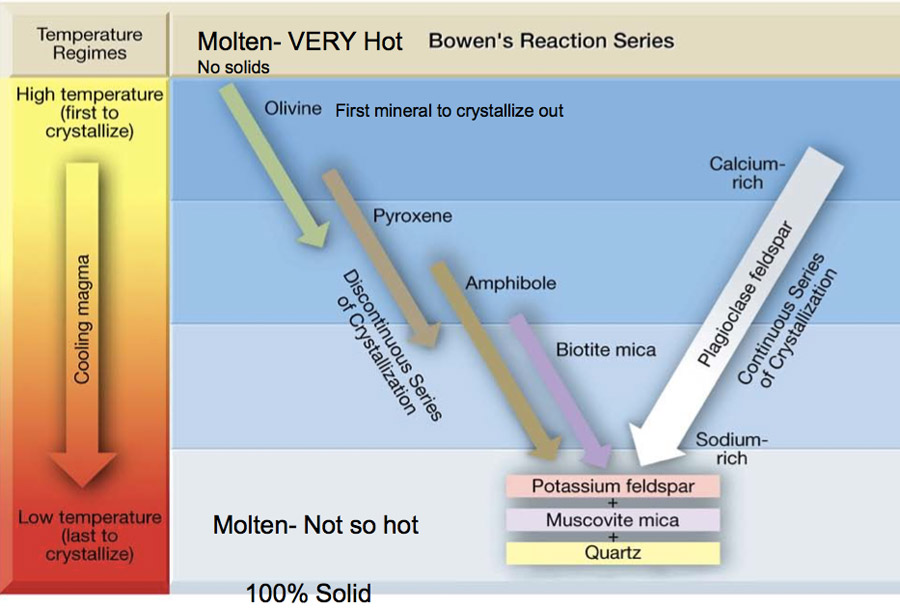 Temperature
Regimes
Molten- VERY Hot
No solids
Bowen's Reaction Series
High temperature
(first to
crystallize)
Cooling magma
Low temperature
(last to
crystallize)
Olivine
First mineral to crystallize out
Pyroxene
Amphibole
Biotite mica
Discontinuous Series
of Crystallization
Calcium-
rich
Plagioclase feldspar
Continuous Series
of Crystallization
Sodium-
rich
Potassium feldspar
+
Muscovite mica
+
Quartz
Molten- Not so hot
100% Solid